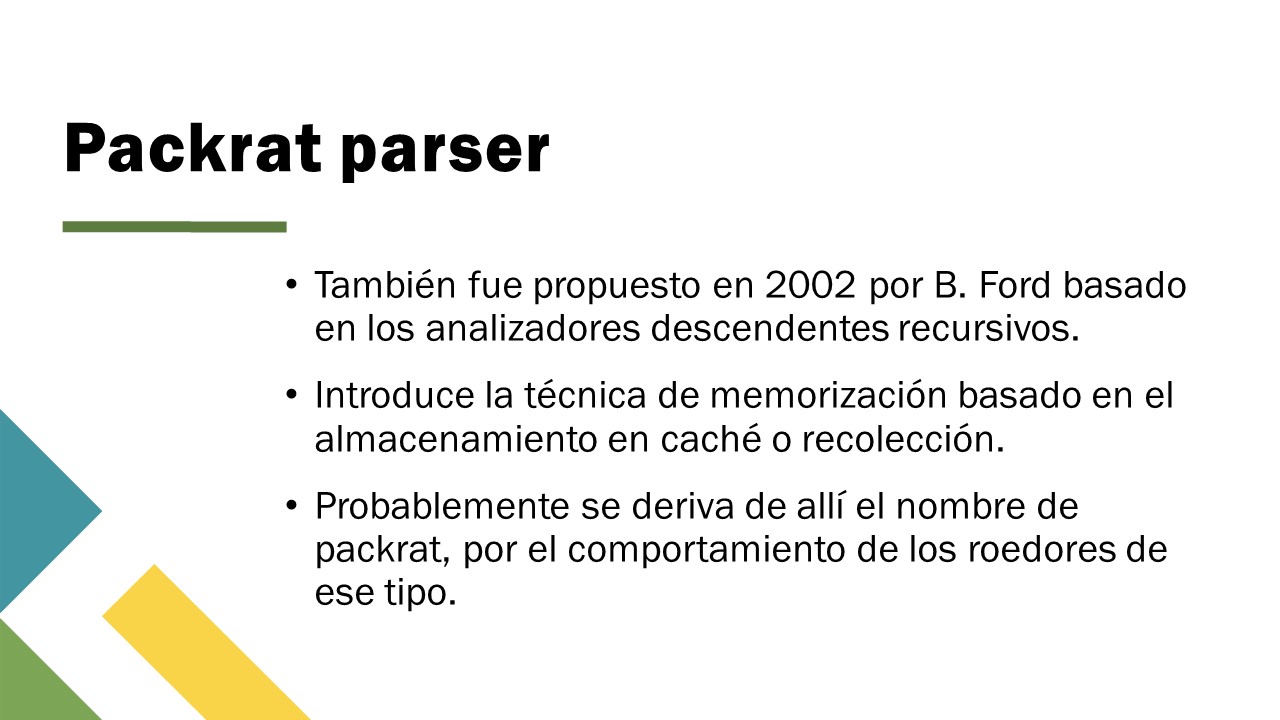 Packrat parser
• También fue propuesto en 2002 por B. Ford basado
en los analizadores descendentes recursivos.
• Introduce la técnica de memorización basado en el
almacenamiento en caché o recolección.
• Probablemente se deriva de allí el nombre de
packrat, por el comportamiento de los roedores de
ese tipo.